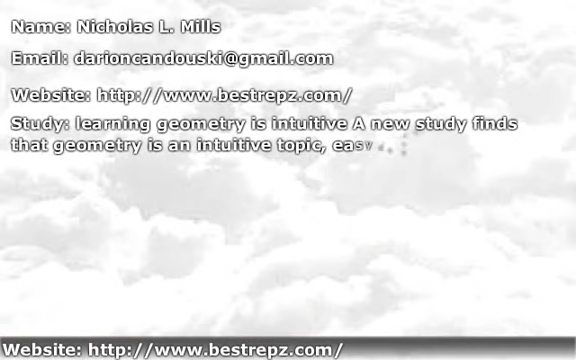 Name: Nicholas L. Mills
Email: darioncandouski@gmail.com
Website: http://www.bestrepz.com/
Study: learning geometry is intuitive A new study finds
that geometry is an intuitive topic, easy
Website: http://www.bestrepz.com/